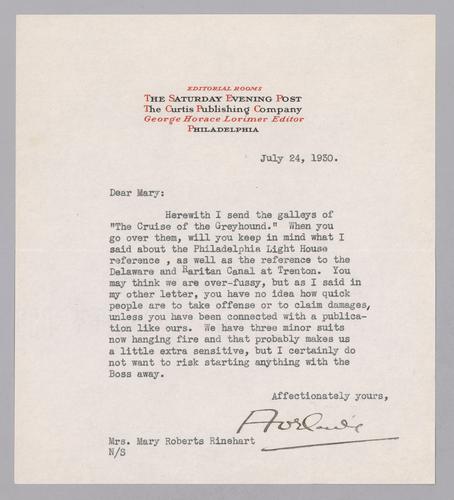 EDITORIAL ROOMS
THE SATURDAY EVENING POST
The Curtis Publishing Company
George Horace Lorimer Editor
PHILADELPHIA
July 24, 1930.
Dear Mary:
Herewith I send the galleys of
"The Cruise of the Greyhound." When you
go over them, will you keep in mind what I
said about the Philadelphia Light House
reference , as well as the reference to the
Delaware and Raritan Canal at Trenton. You
may think we are over-fussy, but as I said in
my other letter, you have no idea how quick
people are to take offense or to claim damages,
unless you have been connected with a publica-
tion like ours. We have three minor suits
now hanging fire and that probably makes us
a little extra sensitive, but I certainly do
not want to risk starting anything with the
Boss away.
Affectionately yours,
Mrs. Mary Roberts Rinehart
N/S